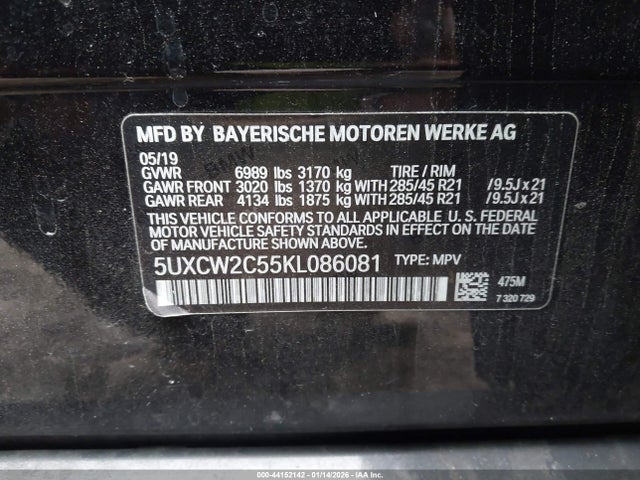 MFD BY BAYERISCHE MOTOREN WERKE AG
05/19
GVWR 6989 lbs 3170 kg TIRE / RIM
GAWR FRONT 3020 lbs 1370 kg WITH 285/45 R21 /9.5J x 21
GAWR REAR 4134 lbs 1875 kg WITH 285/45 R21 /9.5J x 21
THIS VEHICLE CONFORMS TO ALL APPLICABLE U. S. FEDERAL
MOTOR VEHICLE SAFETY STANDARDS IN EFFECT ON THE DATE
OF MANUFACTURE SHOWN ABOVE.
5UXCW2C55KL086081 TYPE: MPV
475M
7 320 729
000-44152142 - 01/14/2026 - IAA Inc.